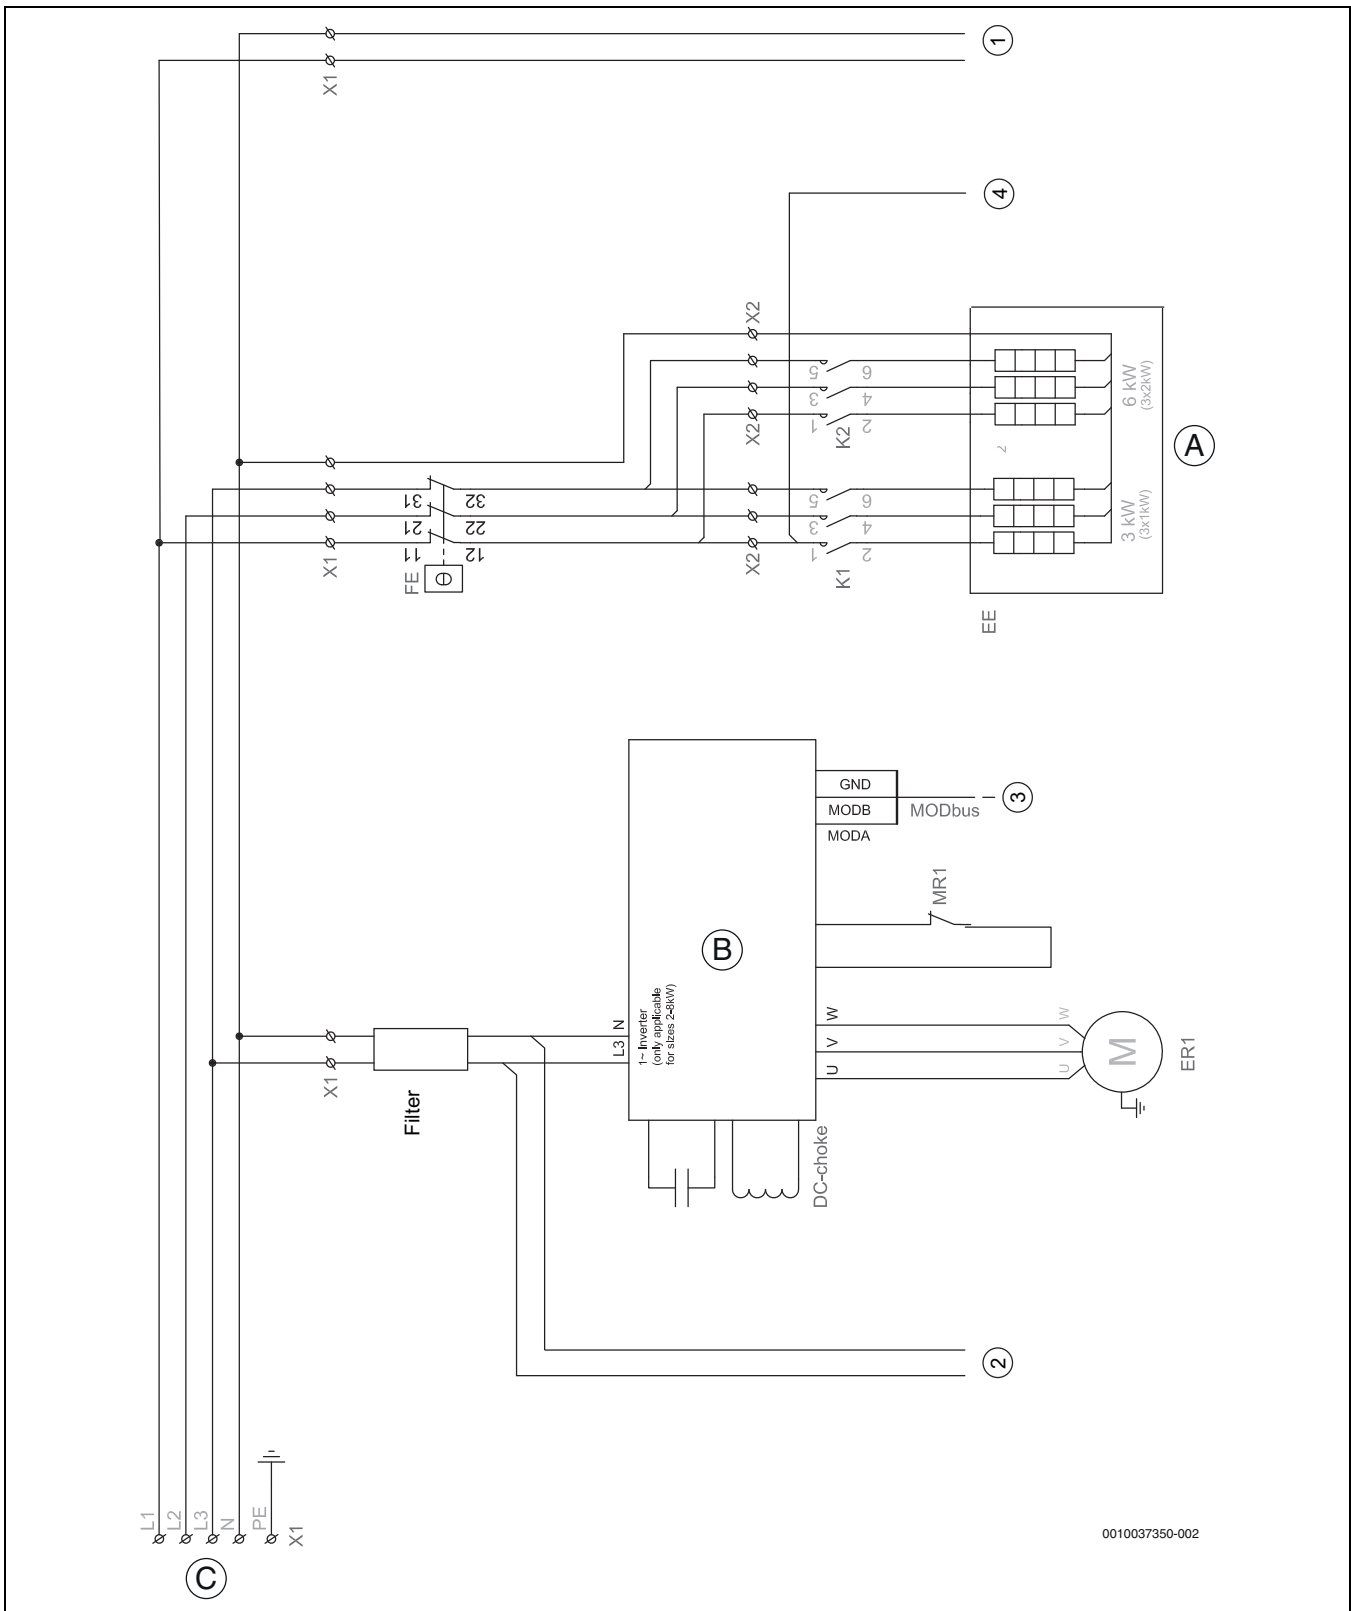 1
X1
4
X2
5 6
3 4
1 2
X2
K2
6 kW
(3x2kW)
A
31 32
21 22
11 12
X1
FE
5 6
3 4
1 2
X2
K1
3 kW
(3x1kW)
EE
GND
MODB
MODA
MODbus
3
MR1
B
1~ Inverter
(only applicable
for sizes 2-8kW)
L3 N
W
V
U
W
V
U
M
ER1
X1
Filter
DC-choke
2
L1
L2
L3
N
PE
X1
C
0010037350-002